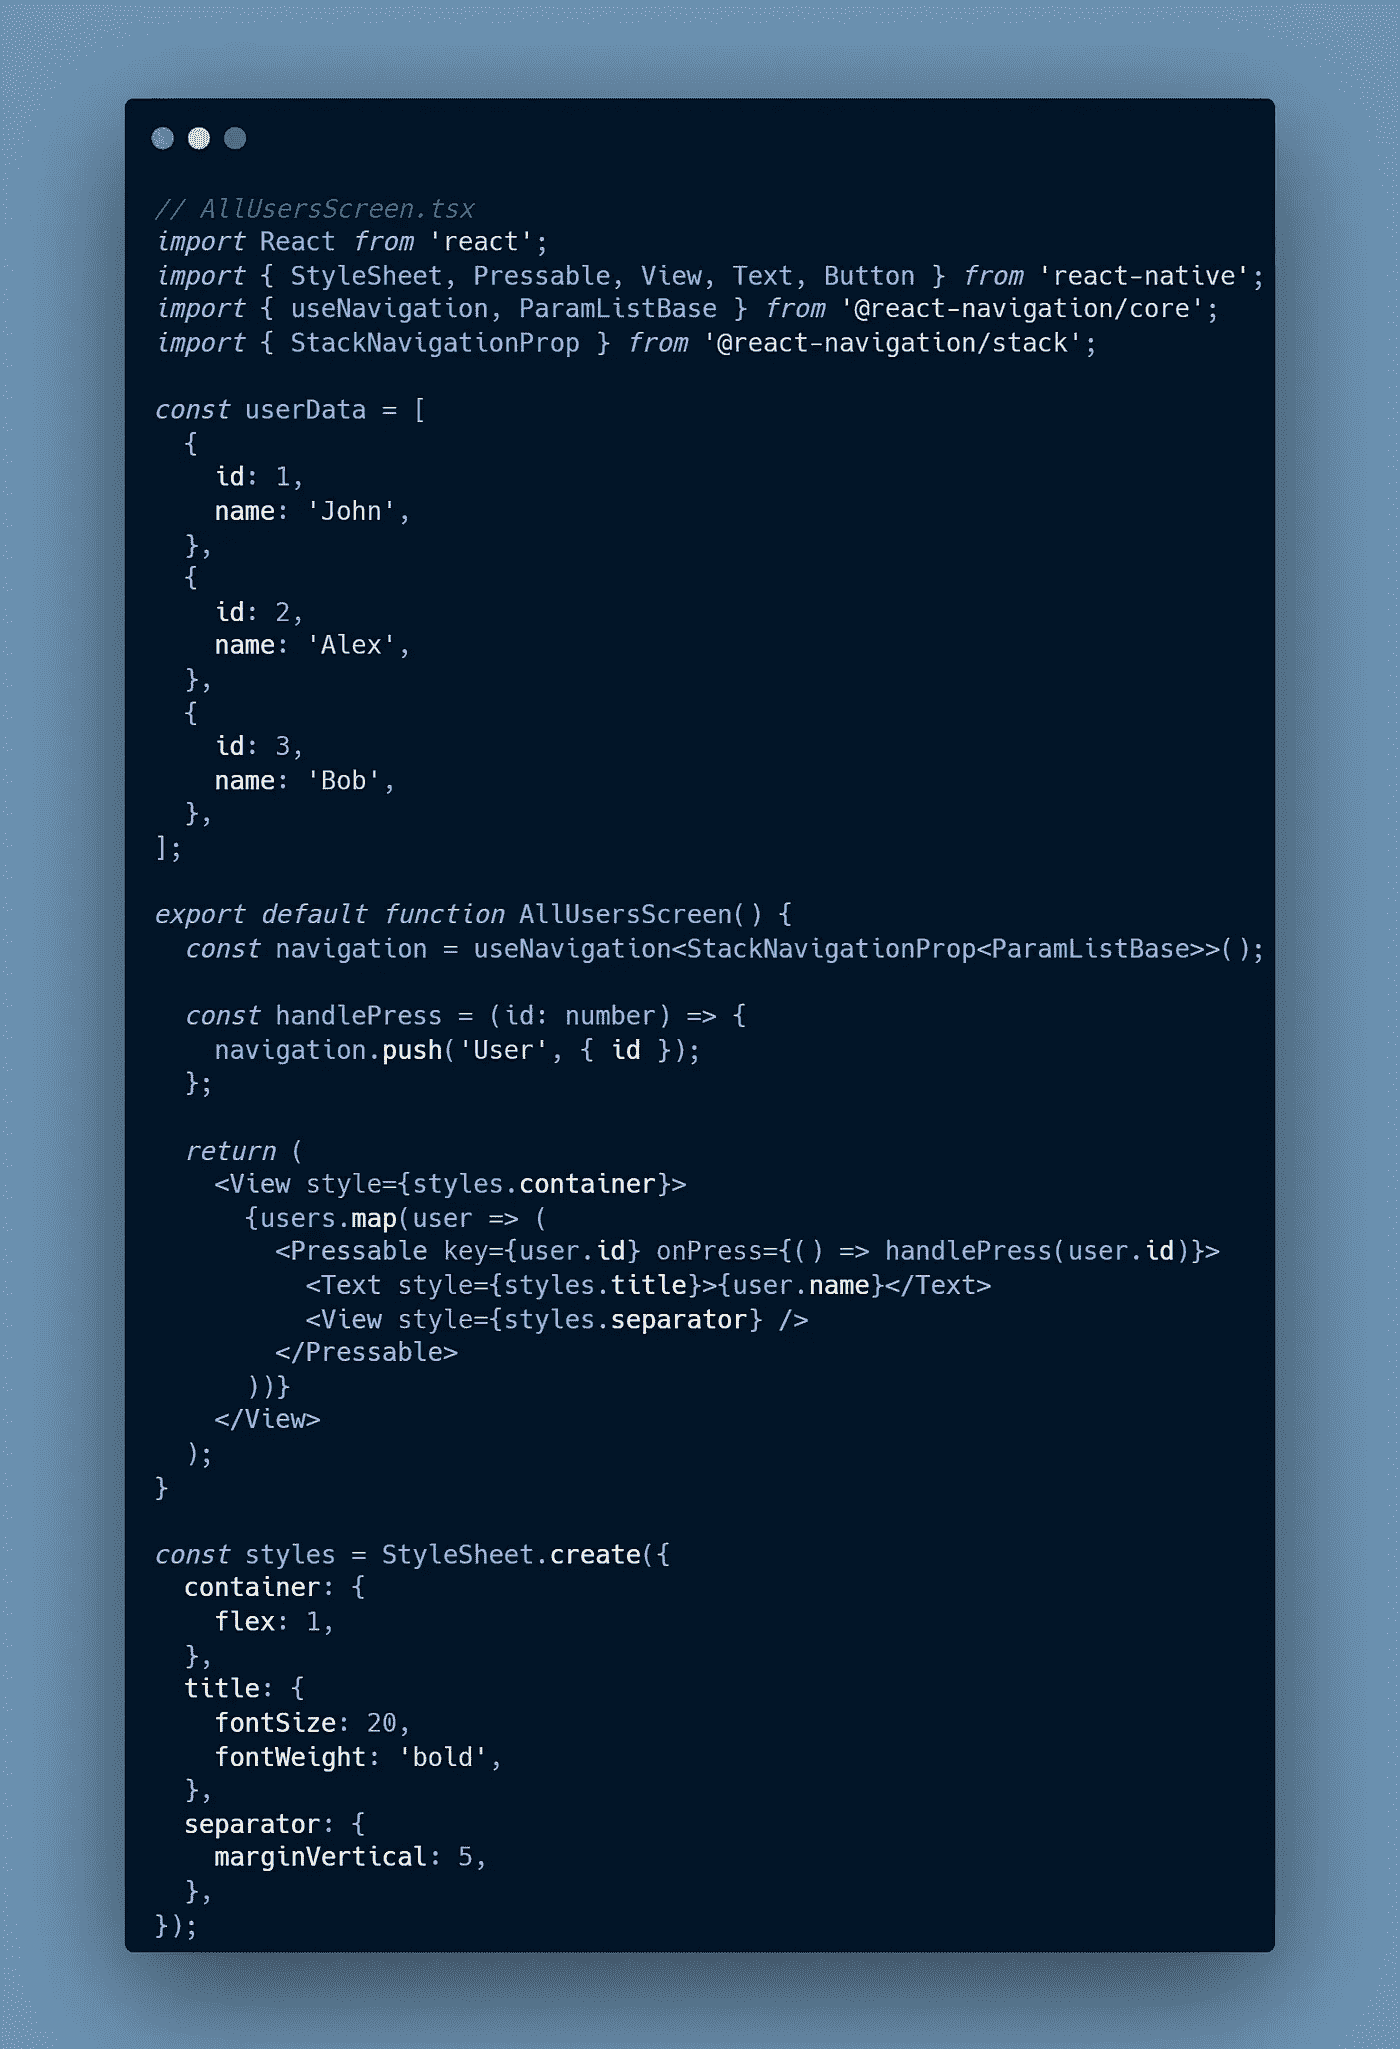 // AllUsersScreen.tsx
import React from 'react';
import { StyleSheet, Pressable, View, Text, Button } from 'react-native';
import { useNavigation, ParamListBase } from '@react-navigation/core';
import { StackNavigationProp } from '@react-navigation/stack';

const userData = [
  {
    id: 1,
    name: 'John',
  },
  {
    id: 2,
    name: 'Alex',
  },
  {
    id: 3,
    name: 'Bob',
  },
];

export default function AllUsersScreen() {
  const navigation = useNavigation<StackNavigationProp<ParamListBase>>();

  const handlePress = (id: number) => {
    navigation.push('User', { id });
  };

  return (
    <View style={styles.container}>
      {users.map(user => (
        <Pressable key={user.id} onPress={() => handlePress(user.id)}>
          <Text style={styles.title}>{user.name}</Text>
          <View style={styles.separator} />
        </Pressable>
      ))}
    </View>
  );
}

const styles = StyleSheet.create({
  container: {
    flex: 1,
  },
  title: {
    fontSize: 20,
    fontWeight: 'bold',
  },
  separator: {
    marginVertical: 5,
  },
});